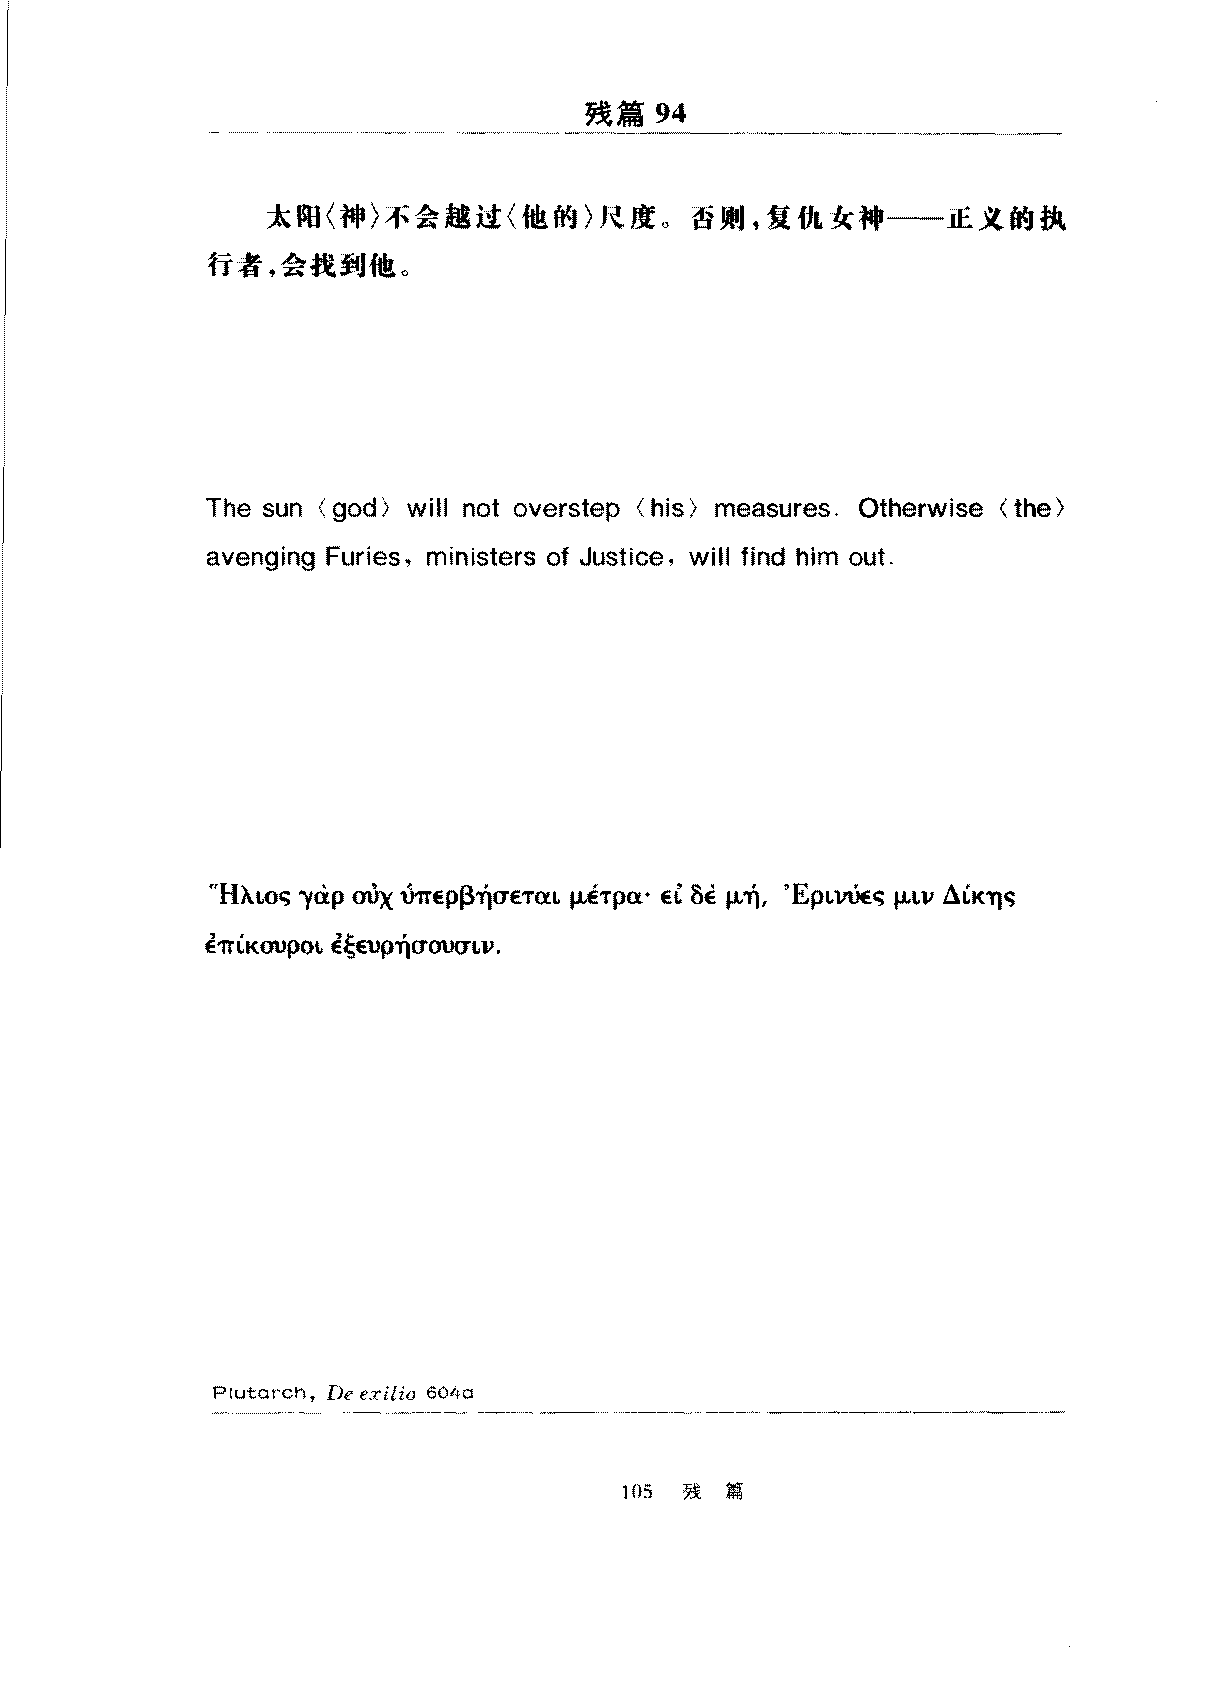 残篇 94
太阳〈神〉不会越过〈他的〉尺度。否则,复仇女神——正义的执
行者,会找到他。
The sun 〈god〉 will not overstep 〈his〉 measures. Otherwise 〈the〉
avenging Furies, ministers of Justice, will find him out.
Ἥλιος γὰρ οὐχ ὑπερβήσεται μέτρα· εἰ δὲ μή, Ἐρινύες μιν Δίκης
ἐπίκουροι ἐξευρήσουσιν.
Plutarch, De exilio 604a
105 残 篇